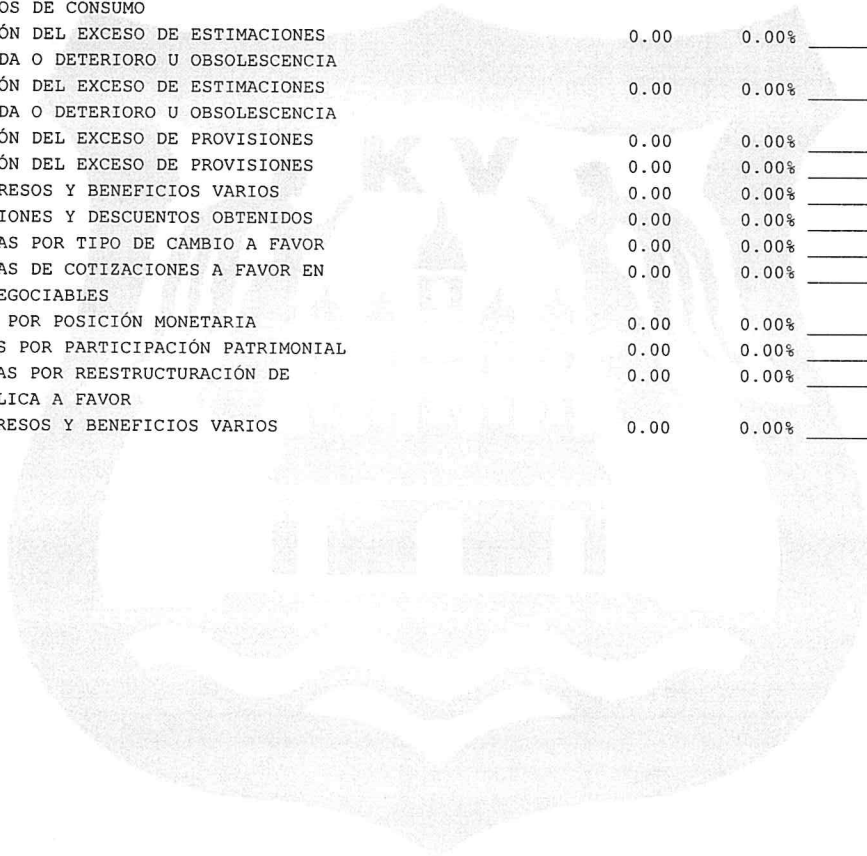 OS DE CONSUMO
ÓN DEL EXCESO DE ESTIMACIONES 0.00 0.00%
DA O DETERIORO U OBSOLESCENCIA
ÓN DEL EXCESO DE ESTIMACIONES 0.00 0.00%
DA O DETERIORO U OBSOLESCENCIA
ÓN DEL EXCESO DE PROVISIONES 0.00 0.00%
ÓN DEL EXCESO DE PROVISIONES 0.00 0.00%
RESOS Y BENEFICIOS VARIOS 0.00 0.00%
IONES Y DESCUENTOS OBTENIDOS 0.00 0.00%
AS POR TIPO DE CAMBIO A FAVOR 0.00 0.00%
AS DE COTIZACIONES A FAVOR EN 0.00 0.00%
EGOCIABLES
POR POSICIÓN MONETARIA 0.00 0.00%
S POR PARTICIPACIÓN PATRIMONIAL 0.00 0.00%
AS POR REESTRUCTURACIÓN DE 0.00 0.00%
LICA A FAVOR
RESOS Y BENEFICIOS VARIOS 0.00 0.00%